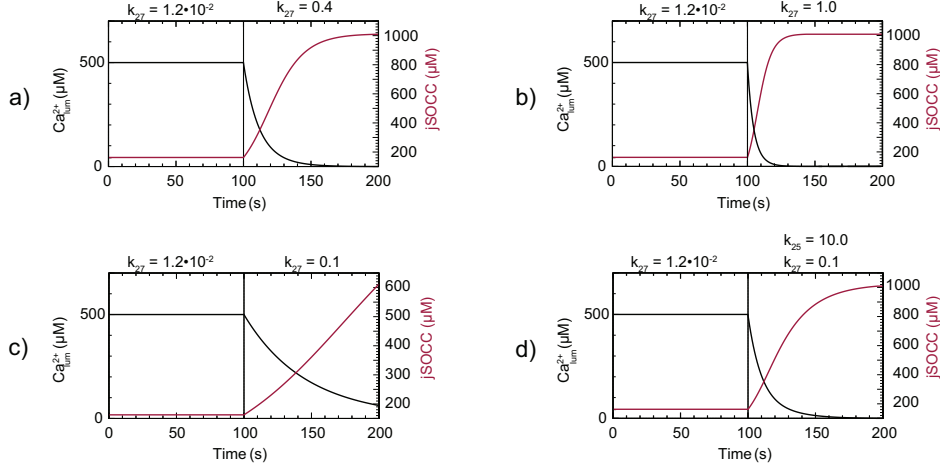 k27 = 1.2•10-2
k27 = 0.4
a)
Ca2+lum (μM)
500
0
0
50
100
150
200
Time (s)
1000
800
600
400
200
jSOCC (μM)
k27 = 1.2•10-2
k27 = 1.0
b)
Ca2+lum (μM)
500
0
0
50
100
150
200
Time (s)
1000
800
600
400
200
jSOCC (μM)
k27 = 1.2•10-2
k27 = 0.1
c)
Ca2+lum (μM)
500
0
0
50
100
150
200
Time (s)
600
500
400
300
200
jSOCC (μM)
k25 = 10.0
k27 = 1.2•10-2
k27 = 0.1
d)
Ca2+lum (μM)
500
0
0
50
100
150
200
Time (s)
1000
800
600
400
200
jSOCC (μM)